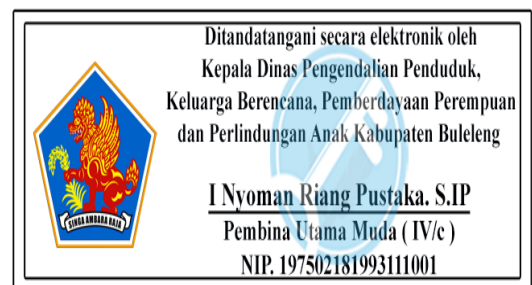 Ditandatangani secara elektronik oleh
Kepala Dinas Pengendalian Penduduk,
Keluarga Berencana, Pemberdayaan Perempuan
dan Perlindungan Anak Kabupaten Buleleng
I Nyoman Riang Pustaka. S.IP
Pembina Utama Muda ( IV/c )
NIP. 197502181993111001
SINGA AMBARA RAJA